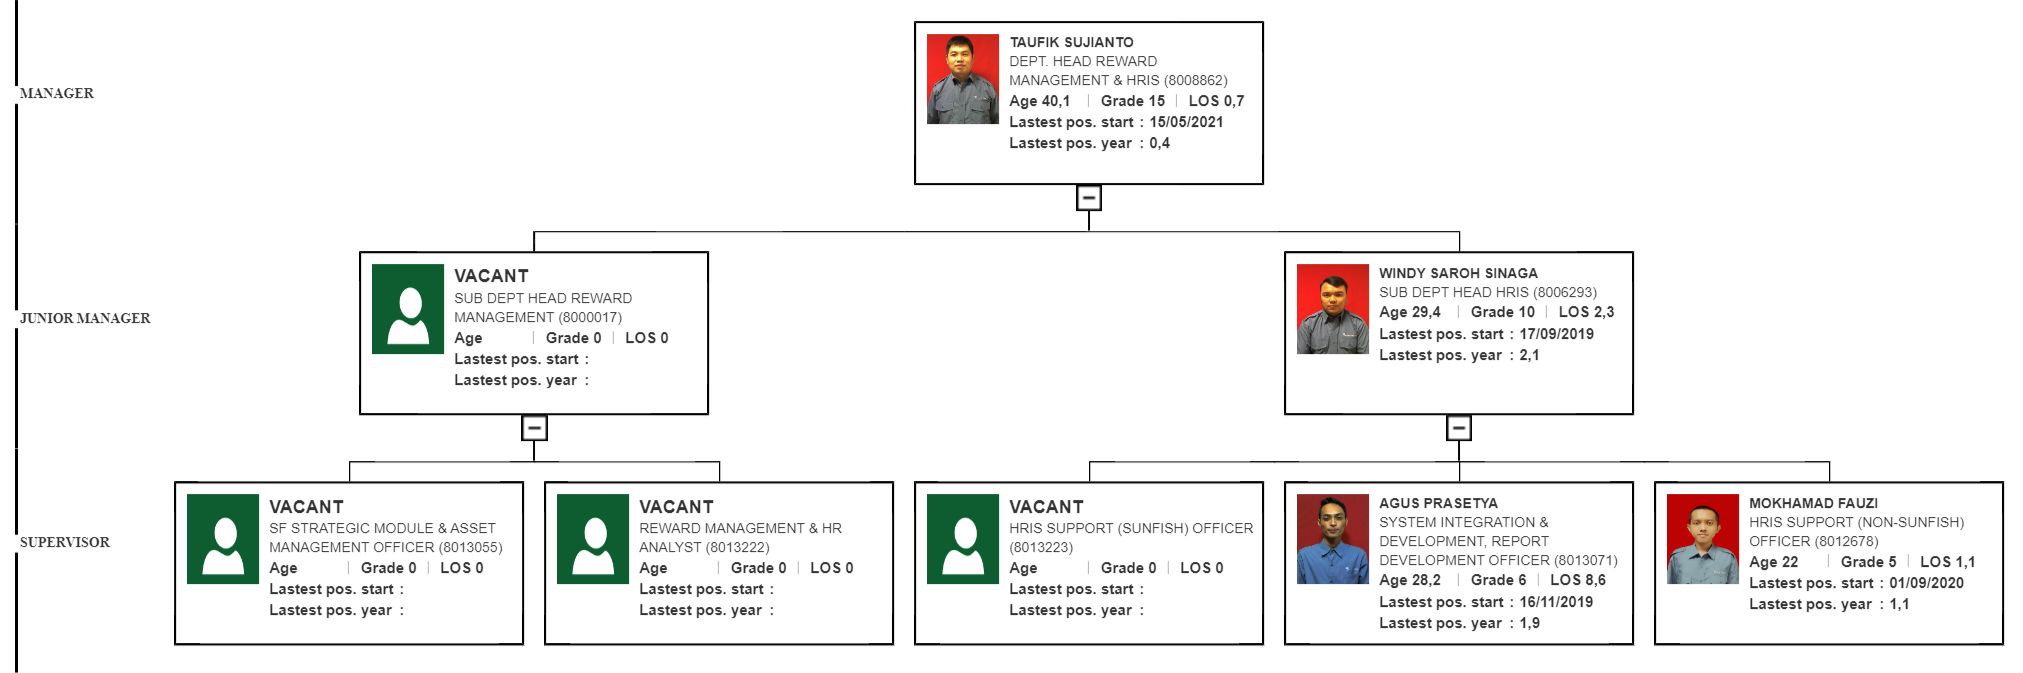 MANAGER
TAUFIK SUJIANTO
DEPT. HEAD REWARD
MANAGEMENT & HRIS (8008862)
Age 40,1 | Grade 15 | LOS 0,7
Lastest pos. start : 15/05/2021
Lastest pos. year : 0,4
JUNIOR MANAGER
VACANT
SUB DEPT HEAD REWARD
MANAGEMENT (8000017)
Age | Grade 0 | LOS 0
Lastest pos. start :
Lastest pos. year :
WINDY SAROH SINAGA
SUB DEPT HEAD HRIS (8006293)
Age 29,4 | Grade 10 | LOS 2,3
Lastest pos. start : 17/09/2019
Lastest pos. year : 2,1
SUPERVISOR
VACANT
SF STRATEGIC MODULE & ASSET
MANAGEMENT OFFICER (8013055)
Age | Grade 0 | LOS 0
Lastest pos. start :
Lastest pos. year :
VACANT
REWARD MANAGEMENT & HR
ANALYST (8013222)
Age | Grade 0 | LOS 0
Lastest pos. start :
Lastest pos. year :
VACANT
HRIS SUPPORT (SUNFISH) OFFICER
(8013223)
Age | Grade 0 | LOS 0
Lastest pos. start :
Lastest pos. year :
AGUS PRASETYA
SYSTEM INTEGRATION &
DEVELOPMENT, REPORT
DEVELOPMENT OFFICER (8013071)
Age 28,2 | Grade 6 | LOS 8,6
Lastest pos. start : 16/11/2019
Lastest pos. year : 1,9
MOKHAMAD FAUZI
HRIS SUPPORT (NON-SUNFISH)
OFFICER (8012678)
Age 22 | Grade 5 | LOS 1,1
Lastest pos. start : 01/09/2020
Lastest pos. year : 1,1